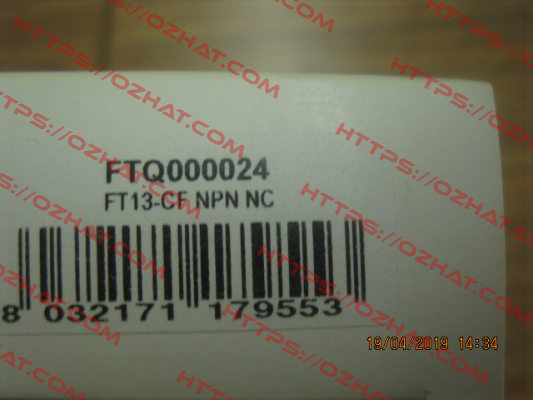 FTQ000024
FT13-CF NPN NC
8 032171 179553
19/04/2019 14:34
HTTPS://OZHAT.COM